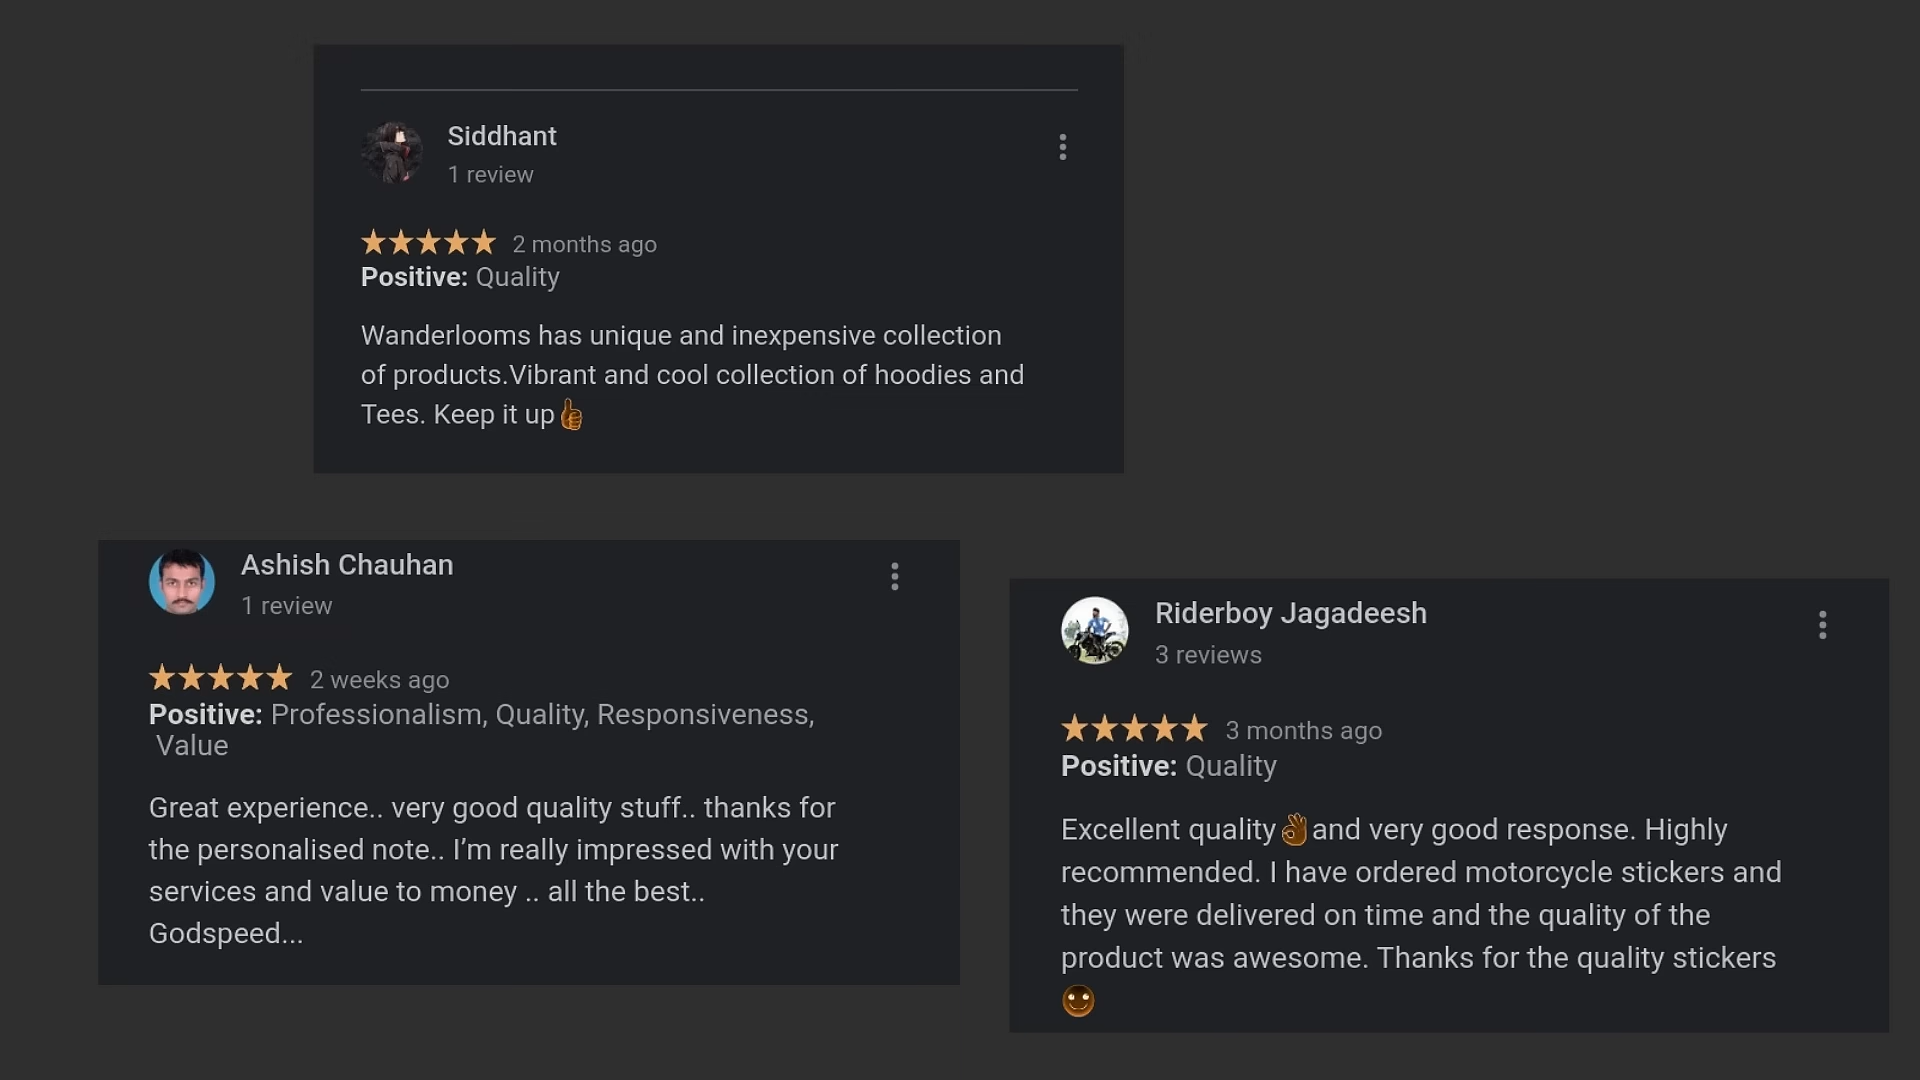 Siddhant
1 review
2 months ago
Positive: Quality
Wanderlooms has unique and inexpensive collection
of products.Vibrant and cool collection of hoodies and
Tees. Keep it up👍
Ashish Chauhan
1 review
2 weeks ago
Positive: Professionalism, Quality, Responsiveness,
Value
Great experience.. very good quality stuff.. thanks for
the personalised note.. I’m really impressed with your
services and value to money .. all the best..
Godspeed...
Riderboy Jagadeesh
3 reviews
3 months ago
Positive: Quality
Excellent quality👌and very good response. Highly
recommended. I have ordered motorcycle stickers and
they were delivered on time and the quality of the
product was awesome. Thanks for the quality stickers
🙂